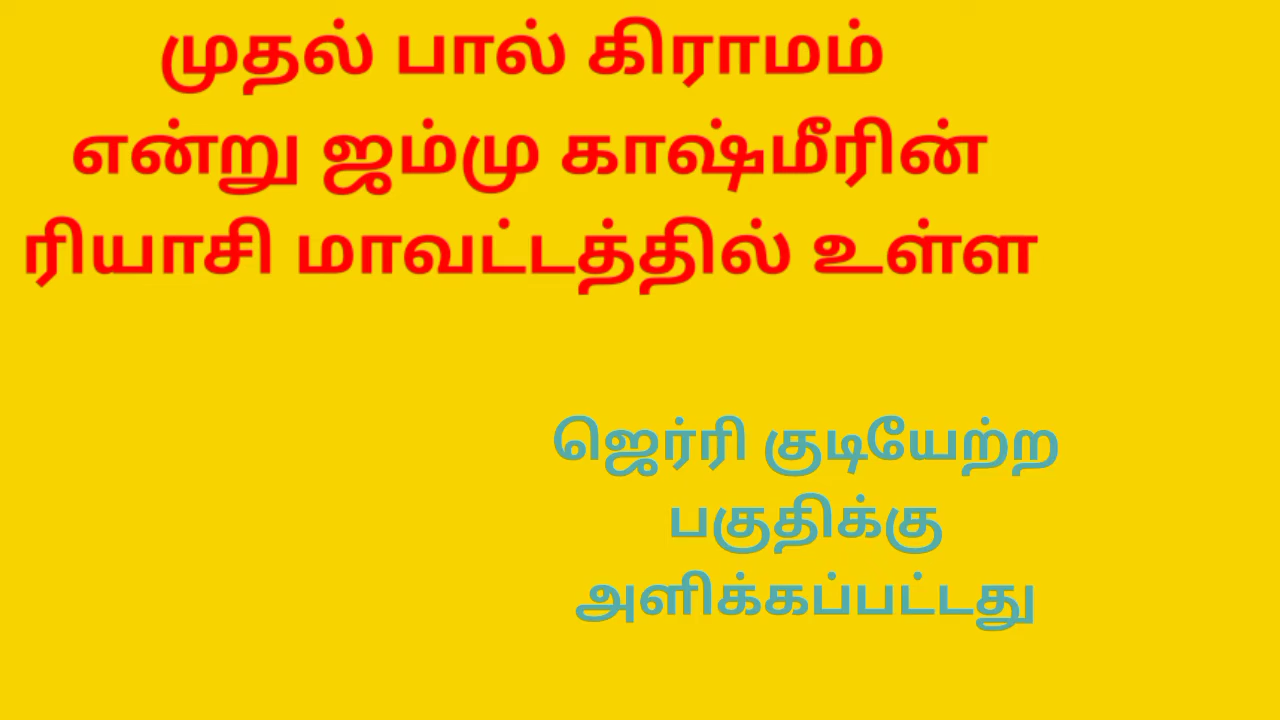 முதல் பால் கிராமம்
என்று ஜம்மு காஷ்மீரின்
ரியாசி மாவட்டத்தில் உள்ள
ஜெர்ரி குடியேற்ற
பகுதிக்கு
அளிக்கப்பட்டது